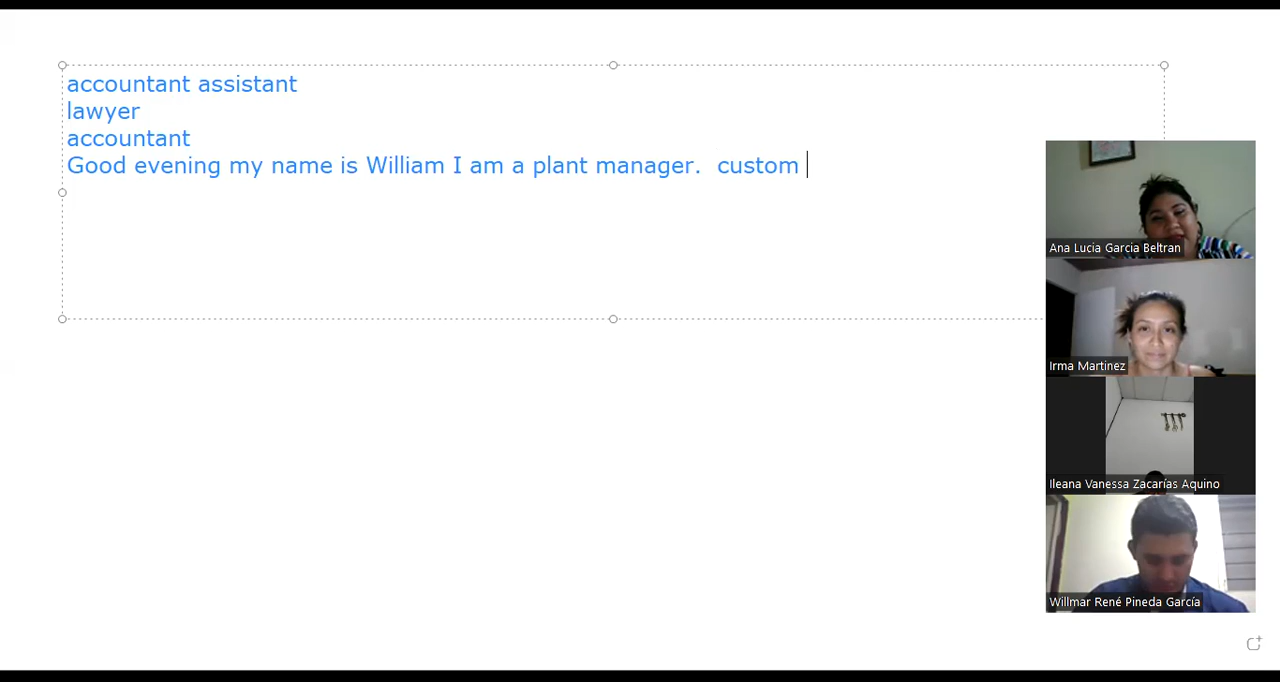 accountant assistant
lawyer
accountant
Good evening my name is William I am a plant manager.  custom
Ana Lucia Garcia Beltran
Irma Martinez
Ileana Vanessa Zacarías Aquino
Willmar René Pineda García